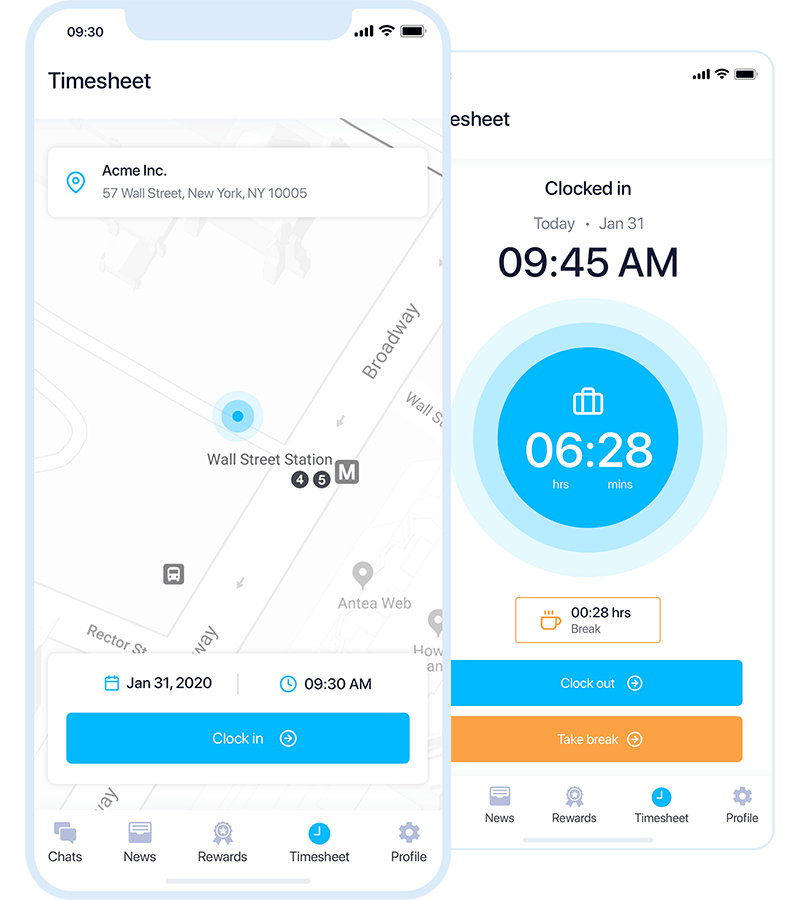 09:30
Timesheet
Acme Inc.
57 Wall Street, New York, NY 10005
Broadway
Wall S
Wall Street Station
M
4 5
Antea Web
How
an
Rector St
way
Jan 31, 2020
09:30 AM
Clock in
way
Chats
News
Rewards
Timesheet
Profile
esheet
Clocked in
Today • Jan 31
09:45 AM
06:28
hrs mins
00:28 hrs
Break
Clock out
Take break
News
Rewards
Timesheet
Profile